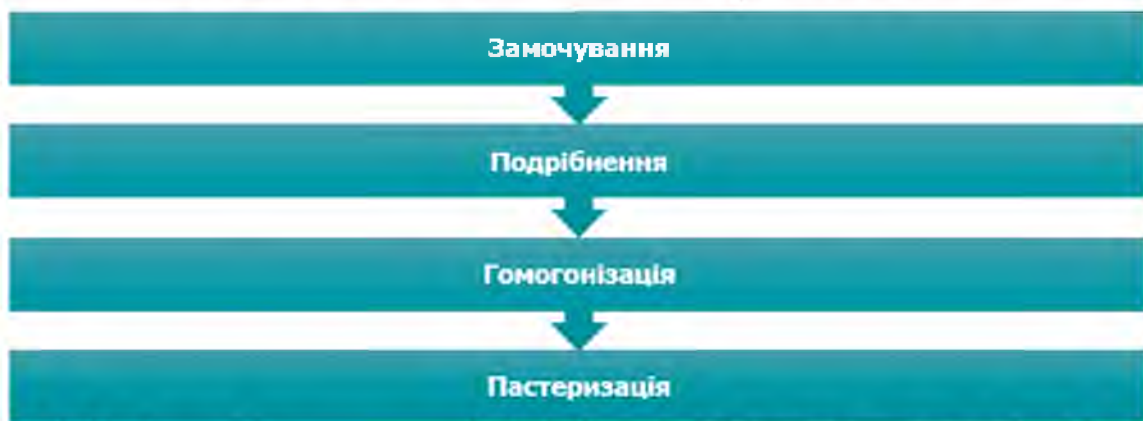 Замочування
Подрібнення
Гомогонізація
Пастеризація